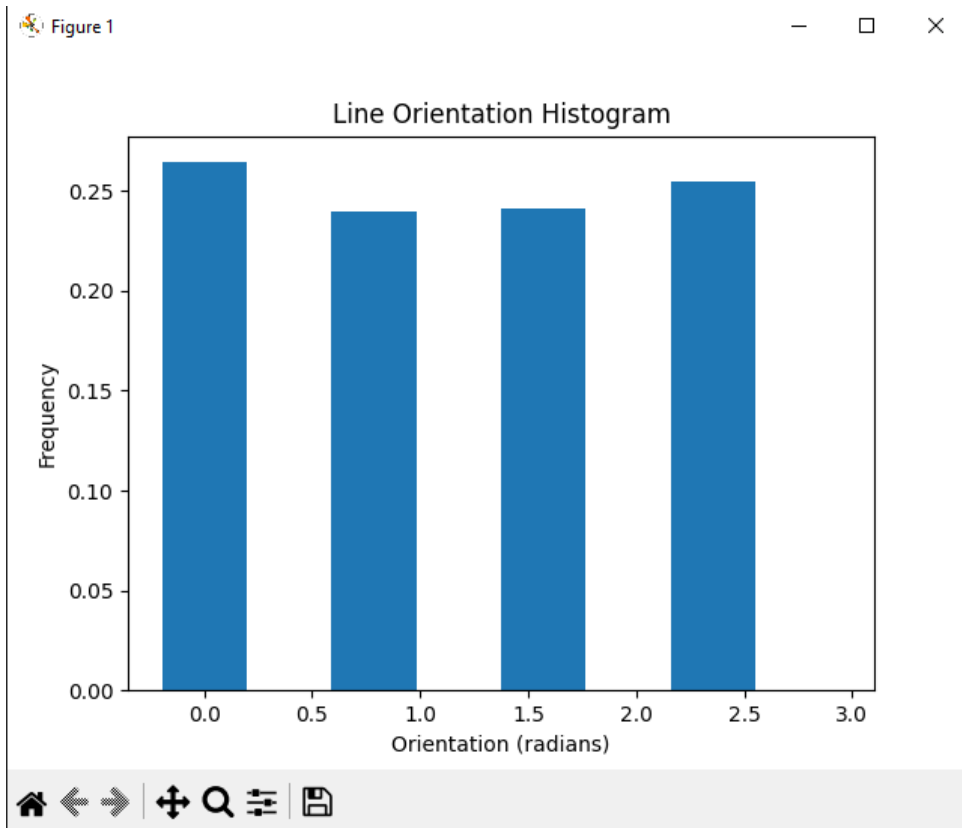 Figure 1
Line Orientation Histogram
0.25
0.20
0.15
0.10
0.05
0.00
Frequency
0.0 0.5 1.0 1.5 2.0 2.5 3.0
Orientation (radians)